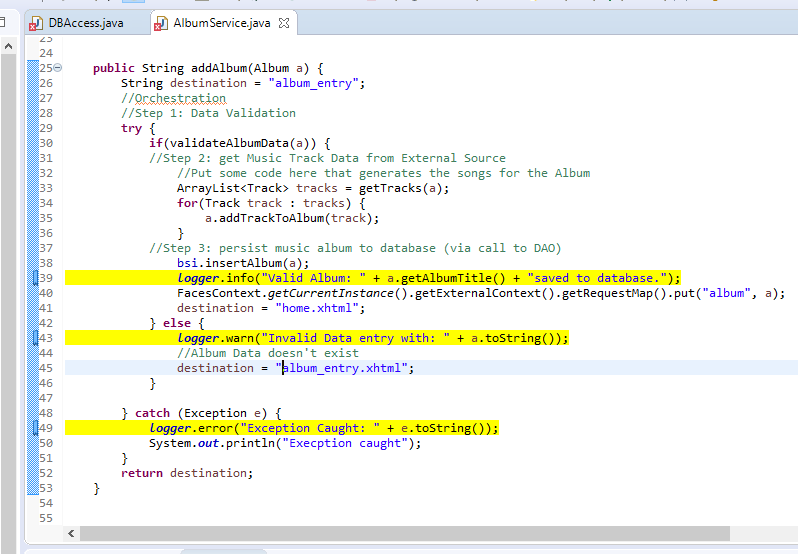 DBAccess.java AlbumService.java
23
24
25 public String addAlbum(Album a) {
26 String destination = "album_entry";
27 //Orchestration
28 //Step 1: Data Validation
29 try {
30 if(validateAlbumData(a)) {
31 //Step 2: get Music Track Data from External Source
32 //Put some code here that generates the songs for the Album
33 ArrayList<Track> tracks = getTracks(a);
34 for(Track track : tracks) {
35 a.addTrackToAlbum(track);
36 }
37 //Step 3: persist music album to database (via call to DAO)
38 bsi.insertAlbum(a);
39 logger.info("Valid Album: " + a.getAlbumTitle() + "saved to database.");
40 FacesContext.getCurrentInstance().getExternalContext().getRequestMap().put("album", a);
41 destination = "home.xhtml";
42 } else {
43 logger.warn("Invalid Data entry with: " + a.toString());
44 //Album Data doesn't exist
45 destination = "album_entry.xhtml";
46 }
47
48 } catch (Exception e) {
49 logger.error("Exception Caught: " + e.toString());
50 System.out.println("Execption caught");
51 }
52 return destination;
53 }
54
55